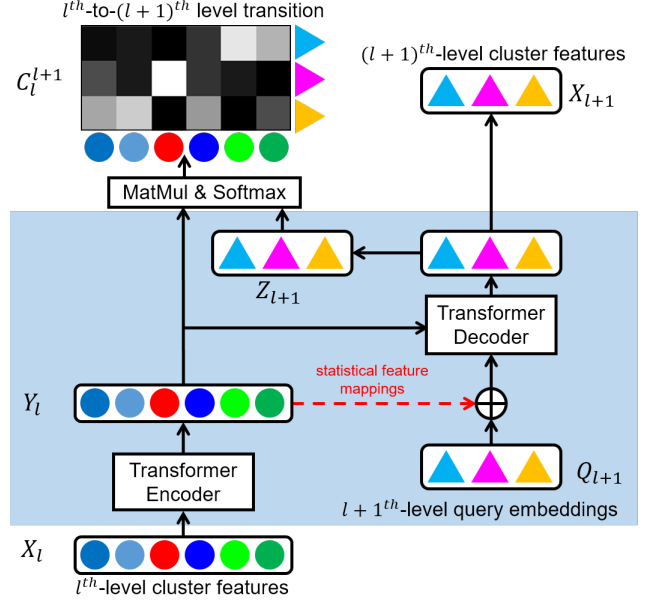 l^{th}-to-(l + 1)^{th} level transition
(l + 1)^{th}-level cluster features
C_l^{l+1}
X_{l+1}
MatMul & Softmax
Z_{l+1}
Transformer
Decoder
statistical feature
mappings
Y_l
Transformer
Encoder
Q_{l+1}
l + 1^{th}-level query embeddings
X_l
l^{th}-level cluster features